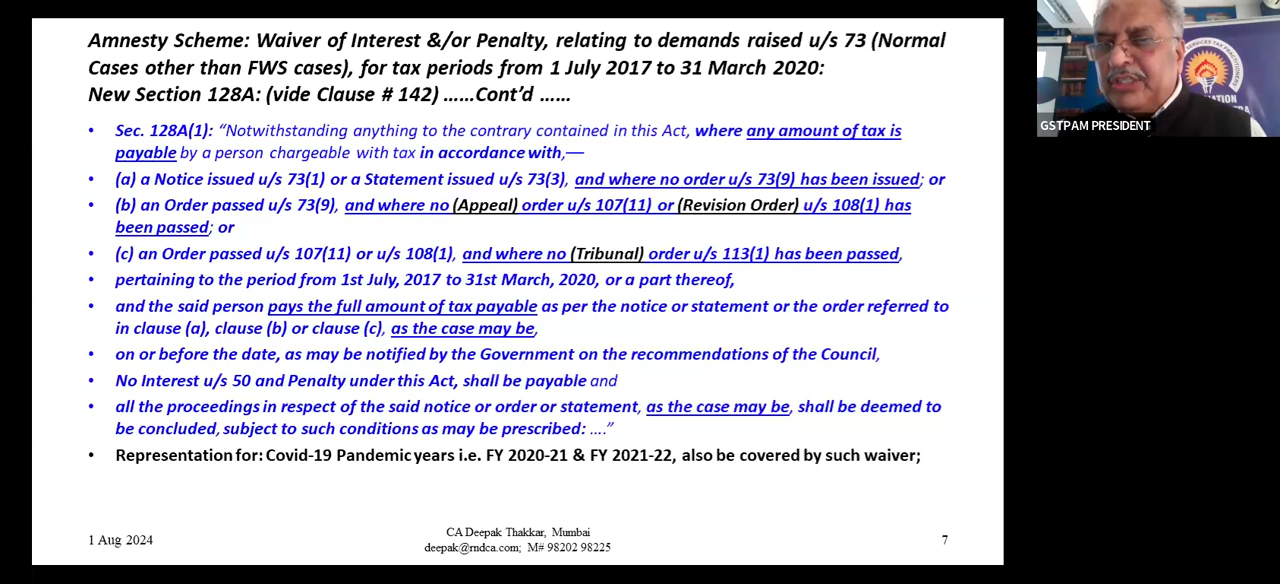 Amnesty Scheme: Waiver of Interest &/or Penalty, relating to demands raised u/s 73 (Normal
Cases other than FWS cases), for tax periods from 1 July 2017 to 31 March 2020:
New Section 128A: (vide Clause # 142) ……Cont’d ……
• Sec. 128A(1): “Notwithstanding anything to the contrary contained in this Act, where any amount of tax is
payable by a person chargeable with tax in accordance with,––
• (a) a Notice issued u/s 73(1) or a Statement issued u/s 73(3), and where no order u/s 73(9) has been issued; or
• (b) an Order passed u/s 73(9), and where no (Appeal) order u/s 107(11) or (Revision Order) u/s 108(1) has
been passed; or
• (c) an Order passed u/s 107(11) or u/s 108(1), and where no (Tribunal) order u/s 113(1) has been passed,
• pertaining to the period from 1st July, 2017 to 31st March, 2020, or a part thereof,
• and the said person pays the full amount of tax payable as per the notice or statement or the order referred to
in clause (a), clause (b) or clause (c), as the case may be,
• on or before the date, as may be notified by the Government on the recommendations of the Council,
• No Interest u/s 50 and Penalty under this Act, shall be payable and
• all the proceedings in respect of the said notice or order or statement, as the case may be, shall be deemed to
be concluded, subject to such conditions as may be prescribed: ….”
• Representation for: Covid-19 Pandemic years i.e. FY 2020-21 & FY 2021-22, also be covered by such waiver;
1 Aug 2024
CA Deepak Thakkar, Mumbai
deepak@rndca.com; M# 98202 98225
7
GSTPAM PRESIDENT